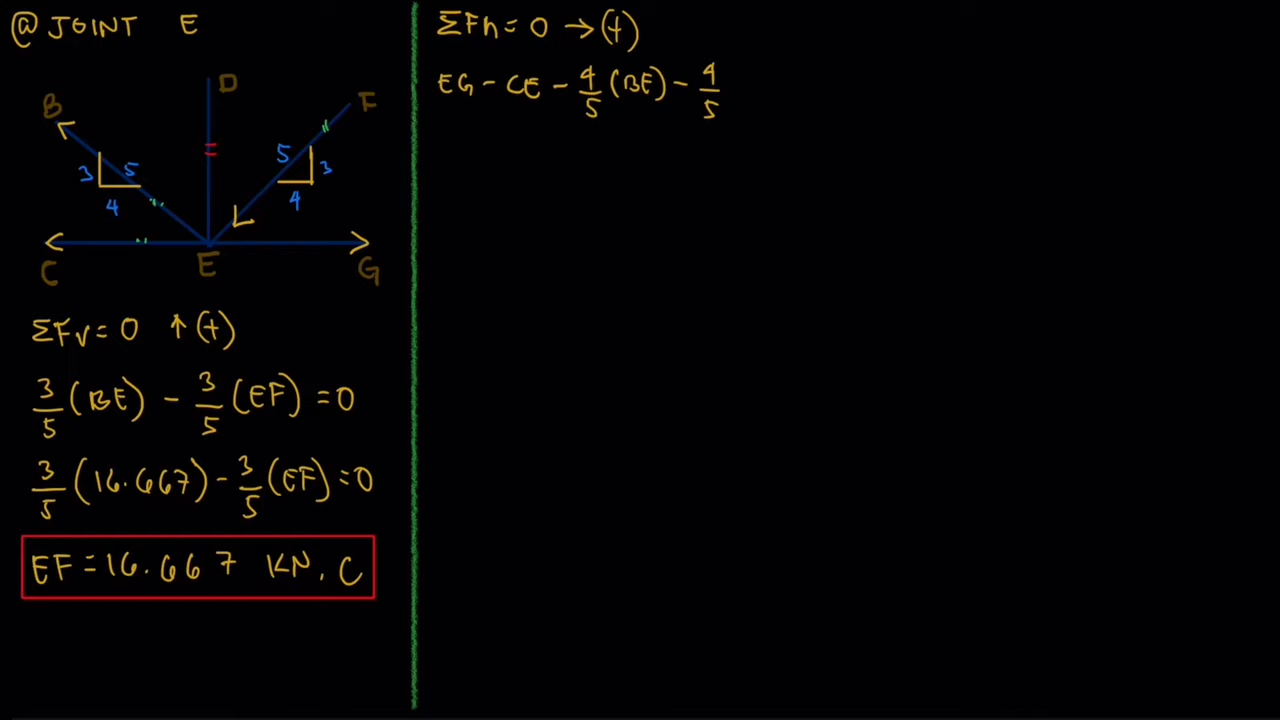 @ JOINT E
D
B
F
3 5 4
5 3 4
C E G
ΣFv = 0 ↑ (+)
3/5 (BE) - 3/5 (EF) = 0
3/5 (16.667) - 3/5 (EF) = 0
EF = 16.667 KN, C
ΣFh = 0 → (+)
EG - CE - 4/5 (BE) - 4/5